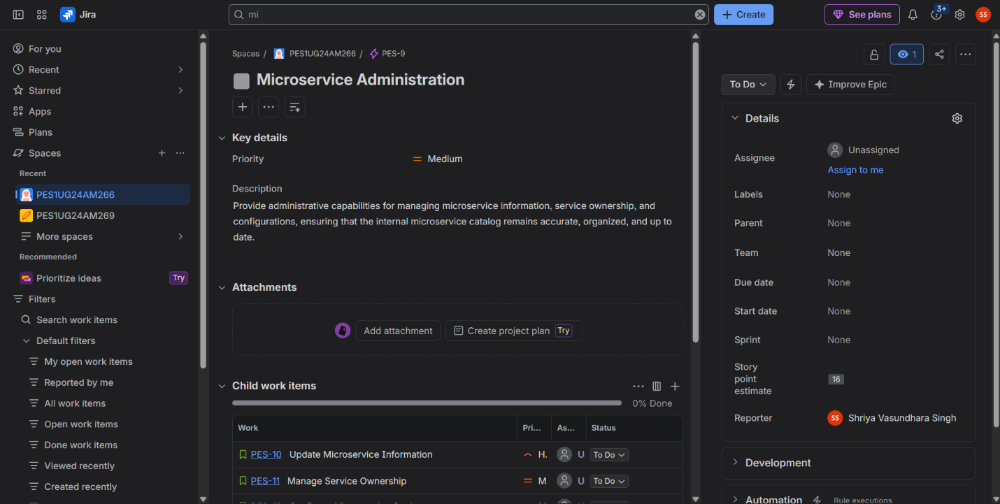 Jira
mi
Create
See plans
3+
SS
For you
Recent
Starred
Apps
Plans
Spaces
Recent
PES1UG24AM266
PES1UG24AM269
More spaces
Recommended
Prioritize ideas
Try
Filters
Search work items
Default filters
My open work items
Reported by me
All work items
Open work items
Done work items
Viewed recently
Created recently
Spaces / PES1UG24AM266 / PES-9
Microservice Administration
Key details
Priority
Medium
Description
Provide administrative capabilities for managing microservice information, service ownership, and
configurations, ensuring that the internal microservice catalog remains accurate, organized, and up to
date.
Attachments
Add attachment
Create project plan Try
Child work items
0% Done
Work Pri... As... Status
PES-10 Update Microservice Information H. U To Do
PES-11 Manage Service Ownership M U To Do
1
To Do
Improve Epic
Details
Assignee
Unassigned
Assign to me
Labels
None
Parent
None
Team
None
Due date
None
Start date
None
Sprint
None
Story
point
estimate
16
Reporter
SS Shriya Vasundhara Singh
Development
Automation Rule executions